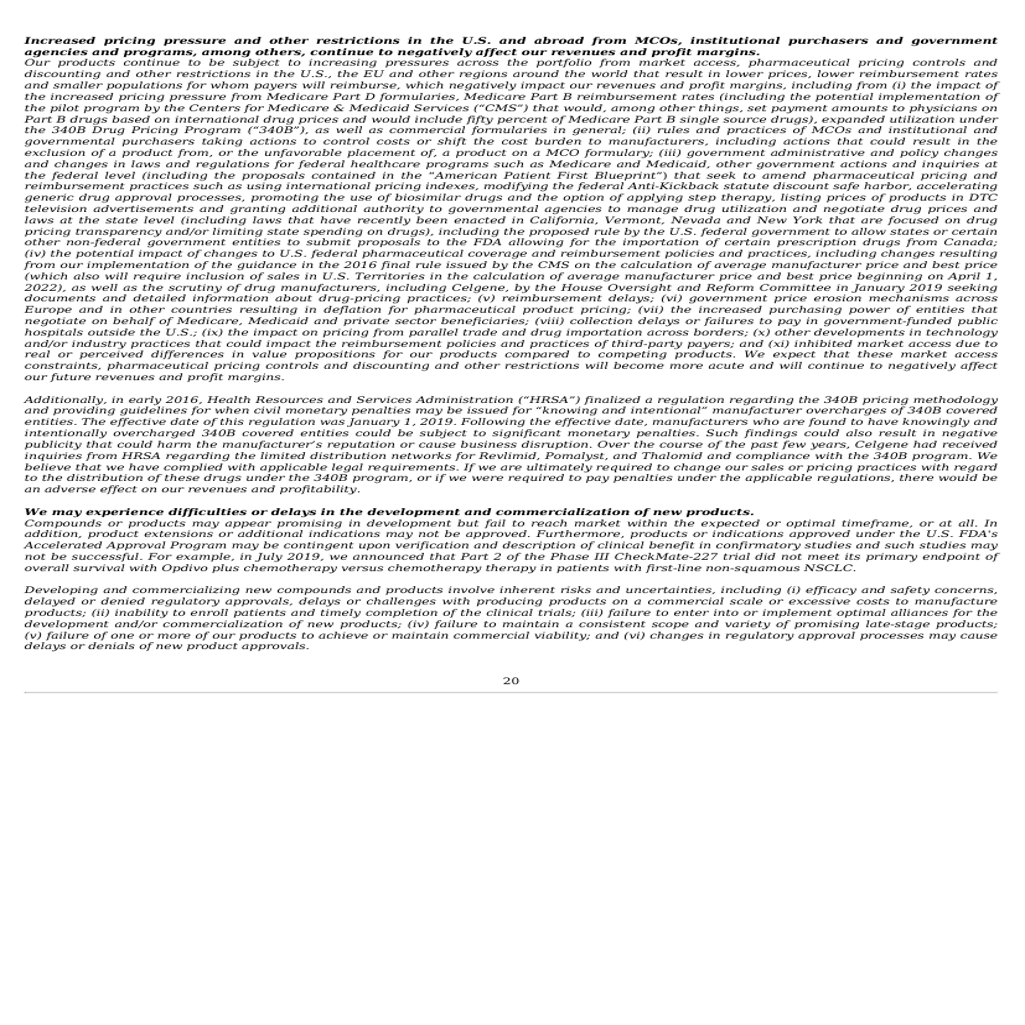 Increased pricing pressure and other restrictions in the U.S. and abroad from MCOs, institutional purchasers and government
agencies and programs, among others, continue to negatively affect our revenues and profit margins.
Our products continue to be subject to increasing pressures across the portfolio from market access, pharmaceutical pricing controls and
discounting and other restrictions in the U.S., the EU and other regions around the world that result in lower prices, lower reimbursement rates
and smaller populations for whom payers will reimburse, which negatively impact our revenues and profit margins, including from (i) the impact of
the increased pricing pressure from Medicare Part D formularies, Medicare Part B reimbursement rates (including the potential implementation of
the pilot program by the Centers for Medicare & Medicaid Services (“CMS”) that would, among other things, set payment amounts to physicians on
Part B drugs based on international drug prices and would include fifty percent of Medicare Part B single source drugs), expanded utilization under
the 340B Drug Pricing Program (“340B”), as well as commercial formularies in general; (ii) rules and practices of MCOs and institutional and
governmental purchasers taking actions to control costs or shift the cost burden to manufacturers, including actions that could result in the
exclusion of a product from, or the unfavorable placement of, a product on a MCO formulary; (iii) government administrative and policy changes
and changes in laws and regulations for federal healthcare programs such as Medicare and Medicaid, other government actions and inquiries at
the federal level (including the proposals contained in the “American Patient First Blueprint”) that seek to amend pharmaceutical pricing and
reimbursement practices such as using international pricing indexes, modifying the federal Anti-Kickback statute discount safe harbor, accelerating
generic drug approval processes, promoting the use of biosimilar drugs and the option of applying step therapy, listing prices of products in DTC
television advertisements and granting additional authority to governmental agencies to manage drug utilization and negotiate drug prices and
laws at the state level (including laws that have recently been enacted in California, Vermont, Nevada and New York that are focused on drug
pricing transparency and/or limiting state spending on drugs), including the proposed rule by the U.S. federal government to allow states or certain
other non-federal government entities to submit proposals to the FDA allowing for the importation of certain prescription drugs from Canada;
(iv) the potential impact of changes to U.S. federal pharmaceutical coverage and reimbursement policies and practices, including changes resulting
from our implementation of the guidance in the 2016 final rule issued by the CMS on the calculation of average manufacturer price and best price
(which also will require inclusion of sales in U.S. Territories in the calculation of average manufacturer price and best price beginning on April 1,
2022), as well as the scrutiny of drug manufacturers, including Celgene, by the House Oversight and Reform Committee in January 2019 seeking
documents and detailed information about drug-pricing practices; (v) reimbursement delays; (vi) government price erosion mechanisms across
Europe and in other countries resulting in deflation for pharmaceutical product pricing; (vii) the increased purchasing power of entities that
negotiate on behalf of Medicare, Medicaid and private sector beneficiaries; (viii) collection delays or failures to pay in government-funded public
hospitals outside the U.S.; (ix) the impact on pricing from parallel trade and drug importation across borders; (x) other developments in technology
and/or industry practices that could impact the reimbursement policies and practices of third-party payers; and (xi) inhibited market access due to
real or perceived differences in value propositions for our products compared to competing products. We expect that these market access
constraints, pharmaceutical pricing controls and discounting and other restrictions will become more acute and will continue to negatively affect
our future revenues and profit margins.
Additionally, in early 2016, Health Resources and Services Administration (“HRSA”) finalized a regulation regarding the 340B pricing methodology
and providing guidelines for when civil monetary penalties may be issued for “knowing and intentional” manufacturer overcharges of 340B covered
entities. The effective date of this regulation was January 1, 2019. Following the effective date, manufacturers who are found to have knowingly and
intentionally overcharged 340B covered entities could be subject to significant monetary penalties. Such findings could also result in negative
publicity that could harm the manufacturer’s reputation or cause business disruption. Over the course of the past few years, Celgene had received
inquiries from HRSA regarding the limited distribution networks for Revlimid, Pomalyst, and Thalomid and compliance with the 340B program. We
believe that we have complied with applicable legal requirements. If we are ultimately required to change our sales or pricing practices with regard
to the distribution of these drugs under the 340B program, or if we were required to pay penalties under the applicable regulations, there would be
an adverse effect on our revenues and profitability.
We may experience difficulties or delays in the development and commercialization of new products.
Compounds or products may appear promising in development but fail to reach market within the expected or optimal timeframe, or at all. In
addition, product extensions or additional indications may not be approved. Furthermore, products or indications approved under the U.S. FDA's
Accelerated Approval Program may be contingent upon verification and description of clinical benefit in confirmatory studies and such studies may
not be successful. For example, in July 2019, we announced that Part 2 of the Phase III CheckMate-227 trial did not meet its primary endpoint of
overall survival with Opdivo plus chemotherapy versus chemotherapy therapy in patients with first-line non-squamous NSCLC.
Developing and commercializing new compounds and products involve inherent risks and uncertainties, including (i) efficacy and safety concerns,
delayed or denied regulatory approvals, delays or challenges with producing products on a commercial scale or excessive costs to manufacture
products; (ii) inability to enroll patients and timely completion of the clinical trials; (iii) failure to enter into or implement optimal alliances for the
development and/or commercialization of new products; (iv) failure to maintain a consistent scope and variety of promising late-stage products;
(v) failure of one or more of our products to achieve or maintain commercial viability; and (vi) changes in regulatory approval processes may cause
delays or denials of new product approvals.
20